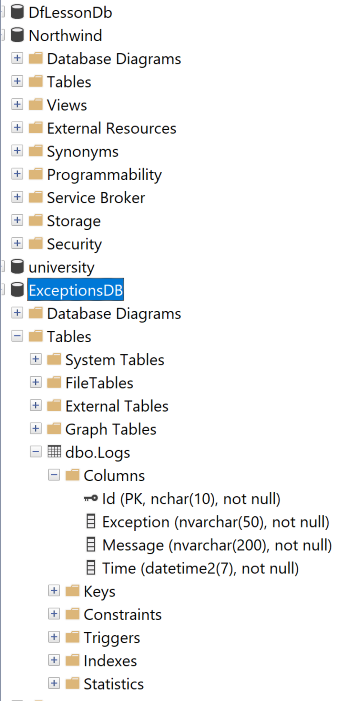 DfLessonDb
Northwind
Database Diagrams
Tables
Views
External Resources
Synonyms
Programmability
Service Broker
Storage
Security
university
ExceptionsDB
Database Diagrams
Tables
System Tables
FileTables
External Tables
Graph Tables
dbo.Logs
Columns
Id (PK, nchar(10), not null)
Exception (nvarchar(50), not null)
Message (nvarchar(200), not null)
Time (datetime2(7), not null)
Keys
Constraints
Triggers
Indexes
Statistics